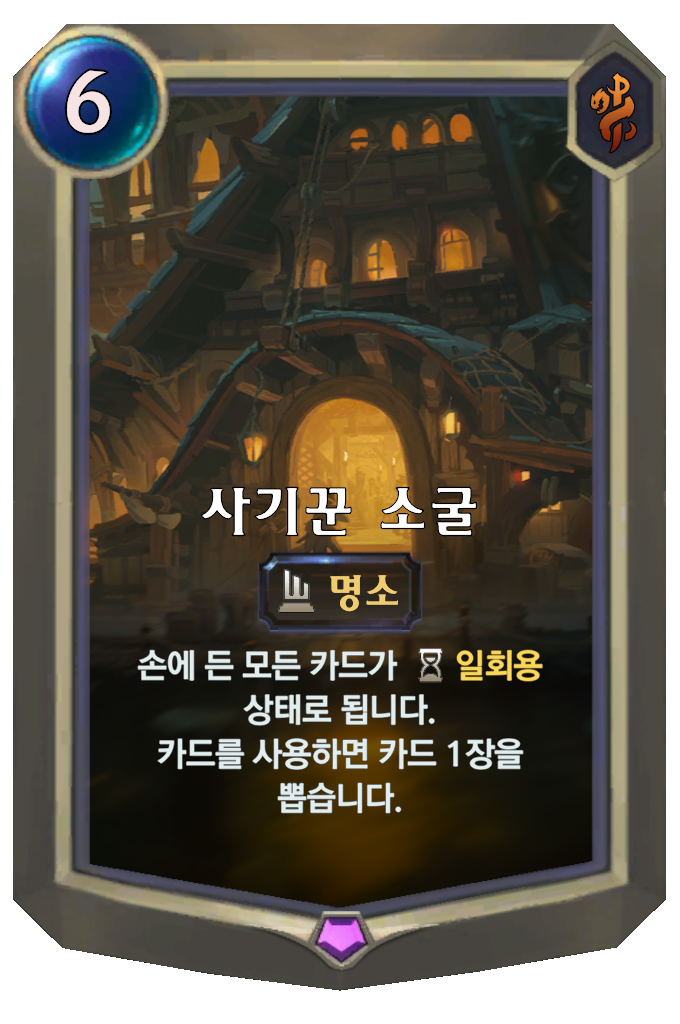 6
사기꾼 소굴
명소
손에 든 모든 카드가 일회용
상태로 됩니다.
카드를 사용하면 카드 1장을
뽑습니다.